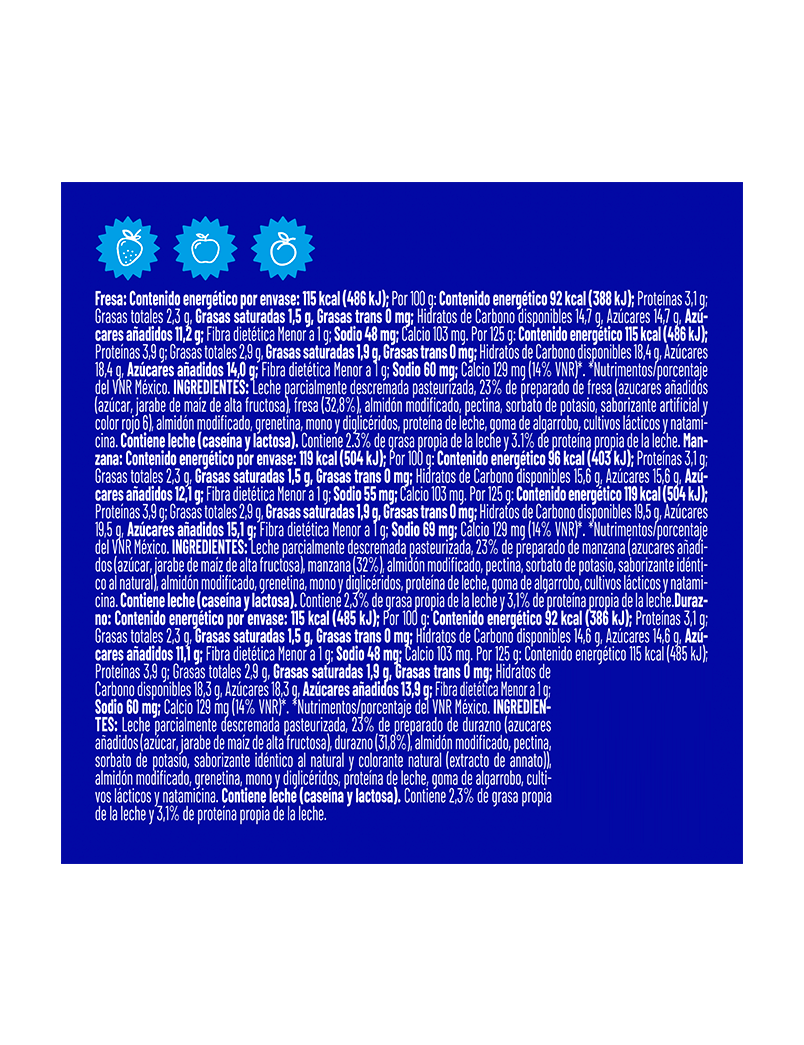 Fresa: Contenido energético por envase: 115 kcal (486 kJ); Por 100 g: Contenido energético 92 kcal (388 kJ); Proteínas 3,1 g;
Grasas totales 2,3 g, Grasas saturadas 1,5 g, Grasas trans 0 mg; Hidratos de Carbono disponibles 14,7 g, Azúcares 14,7 g, Azú-
cares añadidos 11,2 g; Fibra dietética Menor a 1 g; Sodio 48 mg; Calcio 103 mg. Por 125 g: Contenido energético 115 kcal (486 kJ);
Proteínas 3,9 g; Grasas totales 2,9 g, Grasas saturadas 1,9 g, Grasas trans 0 mg; Hidratos de Carbono disponibles 18,4 g, Azúcares
18,4 g, Azúcares añadidos 14,0 g; Fibra dietética Menor a 1 g; Sodio 60 mg; Calcio 129 mg (14% VNR)*. *Nutrimentos/porcentaje
del VNR México. INGREDIENTES: Leche parcialmente descremada pasteurizada, 23% de preparado de fresa (azucares añadidos
(azúcar, jarabe de maíz de alta fructosa), fresa (32,8%), almidón modificado, pectina, sorbato de potasio, saborizante artificial y
color rojo 6), almidón modificado, grenetina, mono y diglicéridos, proteína de leche, goma de algarrobo, cultivos lácticos y natami-
cina. Contiene leche (caseína y lactosa). Contiene 2.3% de grasa propia de la leche y 3.1% de proteína propia de la leche. Man-
zana: Contenido energético por envase: 119 kcal (504 kJ); Por 100 g: Contenido energético 96 kcal (403 kJ); Proteínas 3,1 g;
Grasas totales 2,3 g, Grasas saturadas 1,5 g, Grasas trans 0 mg; Hidratos de Carbono disponibles 15,6 g, Azúcares 15,6 g, Azú-
cares añadidos 12,1 g; Fibra dietética Menor a 1 g; Sodio 55 mg; Calcio 103 mg. Por 125 g: Contenido energético 119 kcal (504 kJ);
Proteínas 3,9 g; Grasas totales 2,9 g, Grasas saturadas 1,9 g, Grasas trans 0 mg; Hidratos de Carbono disponibles 19,5 g, Azúcares
19,5 g, Azúcares añadidos 15,1 g; Fibra dietética Menor a 1 g; Sodio 69 mg; Calcio 129 mg (14% VNR)*. *Nutrimentos/porcentaje
del VNR México. INGREDIENTES: Leche parcialmente descremada pasteurizada, 23% de preparado de manzana (azucares añadi-
dos (azúcar, jarabe de maíz de alta fructosa), manzana (32%), almidón modificado, pectina, sorbato de potasio, saborizante idénti-
co al natural), almidón modificado, grenetina, mono y diglicéridos, proteína de leche, goma de algarrobo, cultivos lácticos y natami-
cina. Contiene leche (caseína y lactosa). Contiene 2,3% de grasa propia de la leche y 3,1% de proteína propia de la leche.Duraz-
no: Contenido energético por envase: 115 kcal (485 kJ); Por 100 g: Contenido energético 92 kcal (386 kJ); Proteínas 3,1 g;
Grasas totales 2,3 g, Grasas saturadas 1,5 g, Grasas trans 0 mg; Hidratos de Carbono disponibles 14,6 g, Azúcares 14,6 g, Azú-
cares añadidos 11,1 g; Fibra dietética Menor a 1 g; Sodio 48 mg; Calcio 103 mg. Por 125 g: Contenido energético 115 kcal (485 kJ);
Proteínas 3,9 g; Grasas totales 2,9 g, Grasas saturadas 1,9 g, Grasas trans 0 mg; Hidratos de
Carbono disponibles 18,3 g, Azúcares 18,3 g, Azúcares añadidos 13,9 g; Fibra dietética Menor a 1 g;
Sodio 60 mg; Calcio 129 mg (14% VNR)*. *Nutrimentos/porcentaje del VNR México. INGREDIEN-
TES: Leche parcialmente descremada pasteurizada, 23% de preparado de durazno (azucares
añadidos (azúcar, jarabe de maíz de alta fructosa), durazno (31,8%), almidón modificado, pectina,
sorbato de potasio, saborizante idéntico al natural y colorante natural (extracto de annato)),
almidón modificado, grenetina, mono y diglicéridos, proteína de leche, goma de algarrobo, culti-
vos lácticos y natamicina. Contiene leche (caseína y lactosa). Contiene 2,3% de grasa propia
de la leche y 3,1% de proteína propia de la leche.